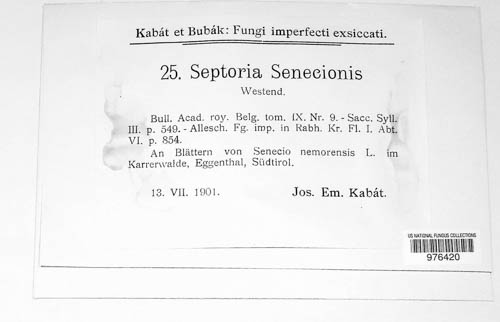 Kabát et Bubák: Fungi imperfecti exsiccati.
25. Septoria Senecionis
Westend.
Bull. Acad. roy. Belg. tom. IX. Nr. 9. - Sacc. Syll.
III. p. 549. - Allesch. Fg. imp. in Rabh. Kr. Fl. I. Abt.
VI. p. 854.
An Blättern von Senecio nemorensis L. im
Karrerwalde, Eggenthal, Südtirol.
13. VII. 1901. Jos. Em. Kabát.
US NATIONAL FUNGUS COLLECTIONS
976420